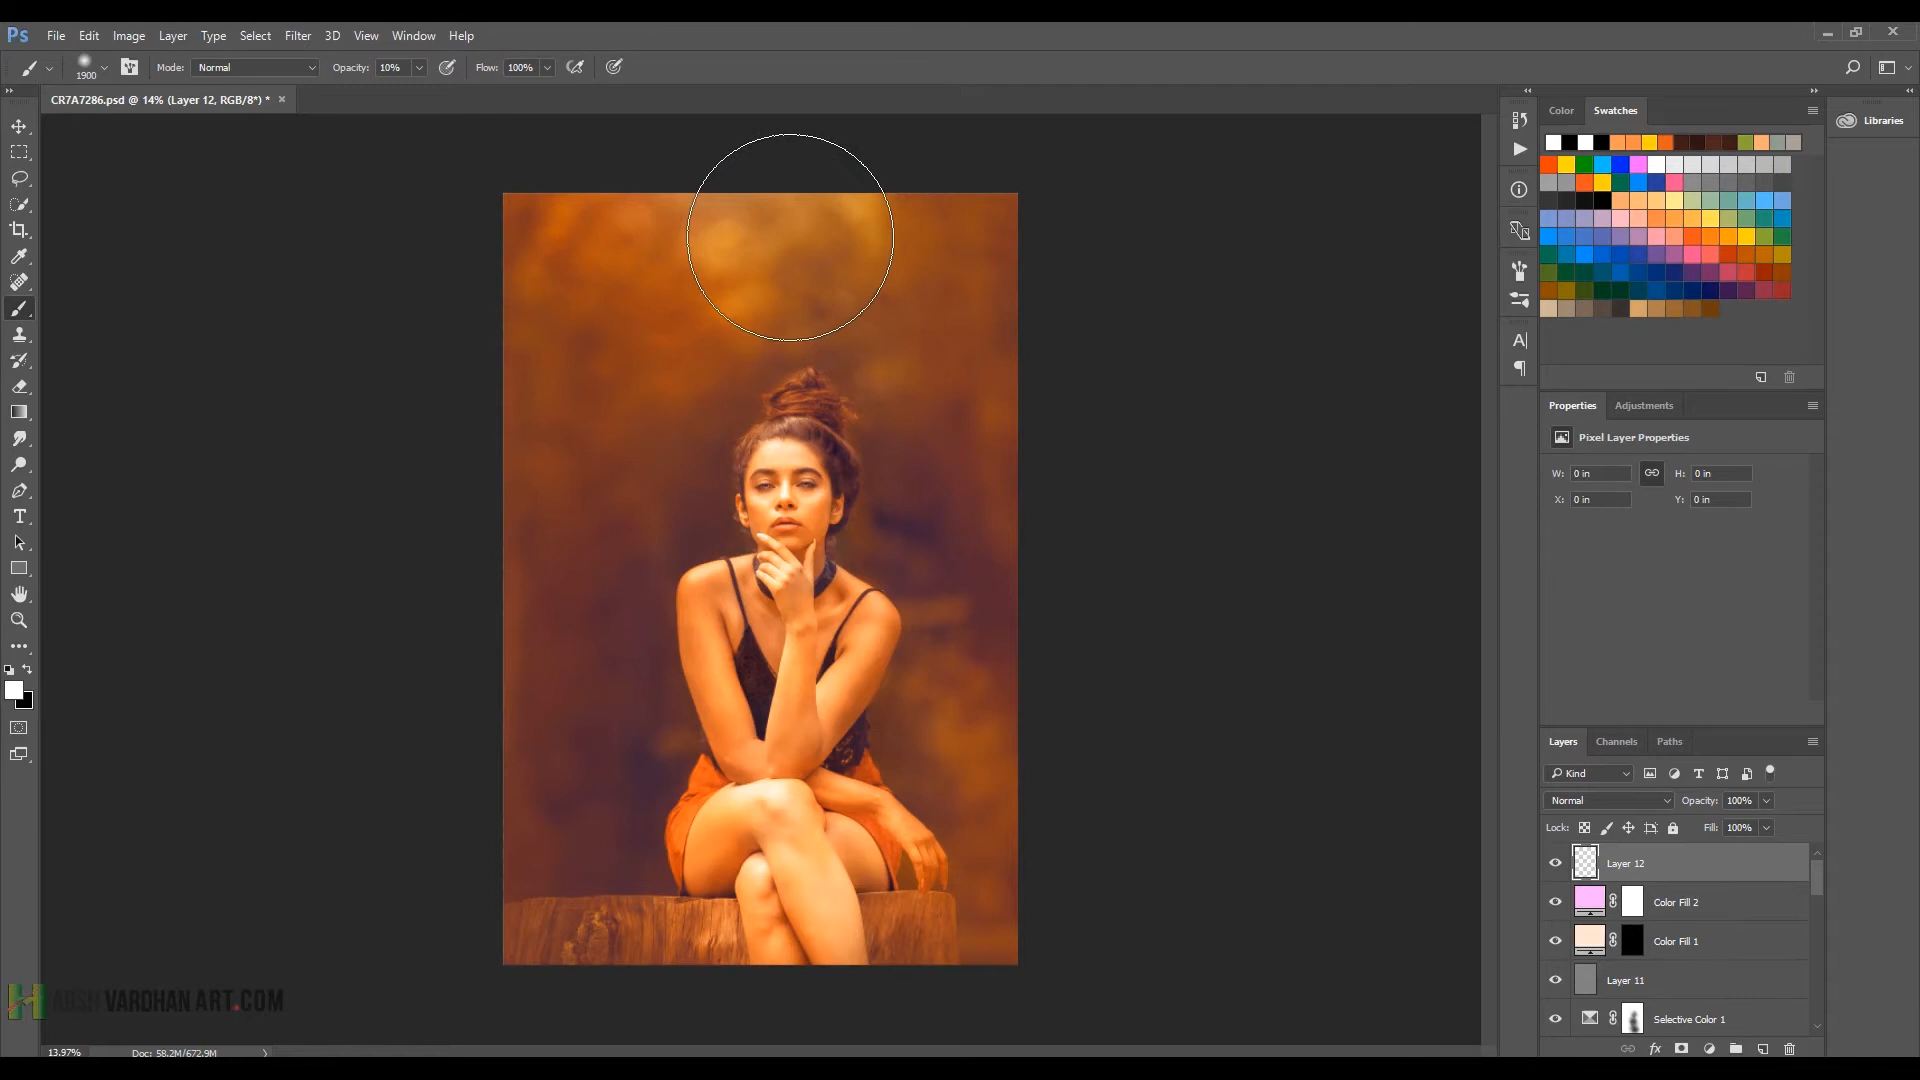 Ps File Edit Image Layer Type Select Filter 3D View Window Help
1900 Mode: Normal Opacity: 10% Flow: 100%
CR7A7286.psd @ 14% (Layer 12, RGB/8*) * ×
Color Swatches
Libraries
A
T
Properties Adjustments
Pixel Layer Properties
W: 0 in H: 0 in
X: 0 in Y: 0 in
Layers Channels Paths
Kind
Normal Opacity: 100%
Lock: Fill: 100%
Layer 12
Color Fill 2
Color Fill 1
Layer 11
Selective Color 1
fx
VARDHAN ART.COM
13.97% Doc: 58.2M/672.9M